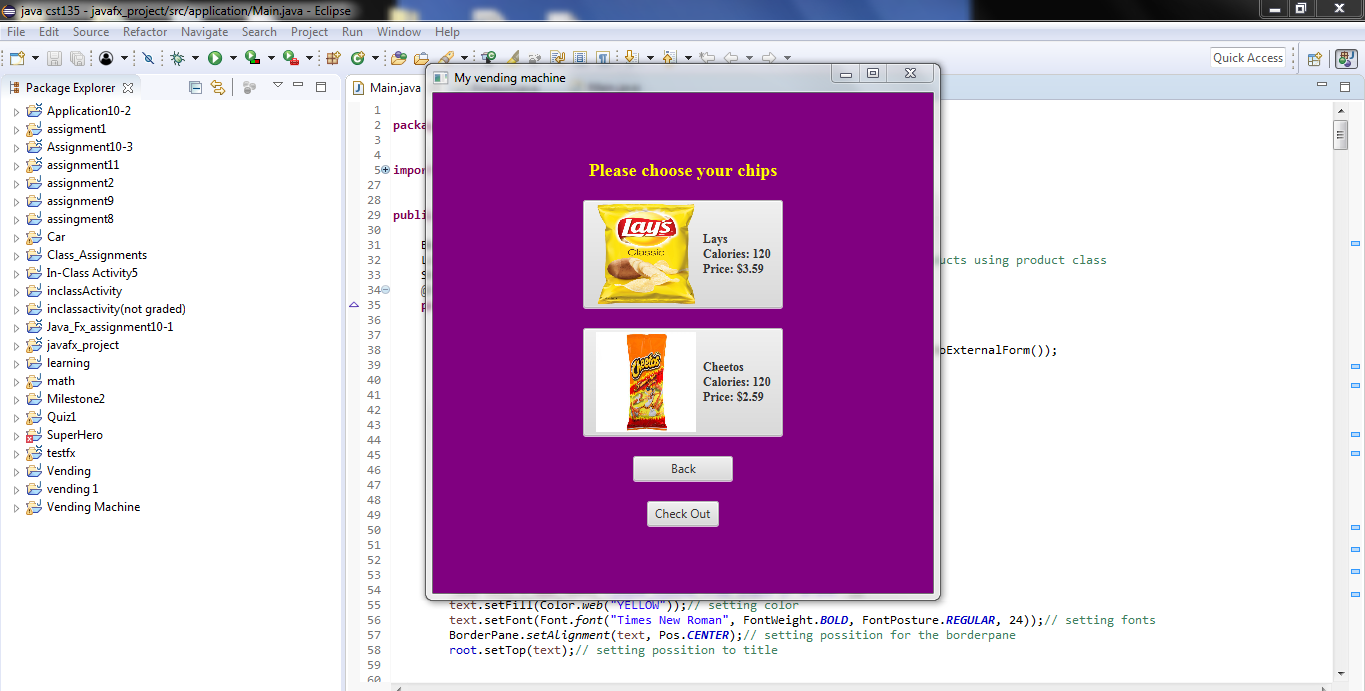 java cst135 - javafx_project/src/application/Main.java - Eclipse
File Edit Source Refactor Navigate Search Project Run Window Help
Quick Access
Package Explorer
Application10-2
assigment1
Assignment10-3
assignment11
assignment2
assignment9
assingment8
Car
Class_Assignments
In-Class Activity5
inclassActivity
inclassactivity(not graded)
Java_Fx_assignment10-1
javafx_project
learning
math
Milestone2
Quiz1
SuperHero
testfx
Vending
vending 1
Vending Machine
Main.java
1
2 packa
3
4
5 impor
27
28
29 publi
30
31
32 ucts using product class
33
34
35
36
37
38 oExternalForm());
39
40
41
42
43
44
45
46
47
48
49
50
51
52
53
54
55 text.setFill(Color.web("YELLOW"));// setting color
56 text.setFont(Font.font("Times New Roman", FontWeight.BOLD, FontPosture.REGULAR, 24));// setting fonts
57 BorderPane.setAlignment(text, Pos.CENTER);// setting possition for the borderpane
58 root.setTop(text);// setting possition to title
59
60
My vending machine
Please choose your chips
Lay's
Classic
Lays
Calories: 120
Price: $3.59
Cheetos
Cheetos
Calories: 120
Price: $2.59
Back
Check Out